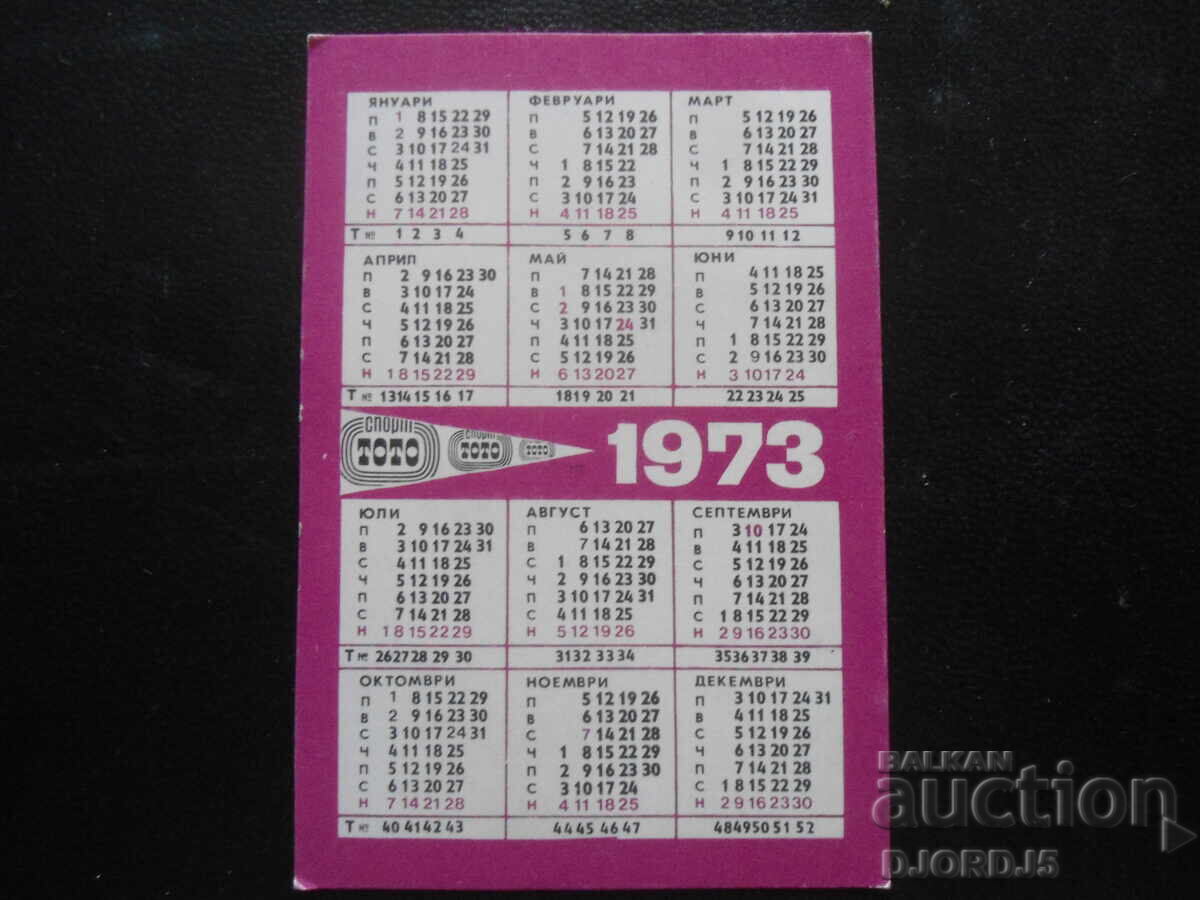 ЯНУАРИ
П 1 8 15 22 29
В 2 9 16 23 30
С 3 10 17 24 31
Ч 4 11 18 25
П 5 12 19 26
С 6 13 20 27
Н 7 14 21 28
Т № 1 2 3 4
ФЕВРУАРИ
П 5 12 19 26
В 6 13 20 27
С 7 14 21 28
Ч 1 8 15 22
П 2 9 16 23
С 3 10 17 24
Н 4 11 18 25
5 6 7 8
МАРТ
П 5 12 19 26
В 6 13 20 27
С 7 14 21 28
Ч 1 8 15 22 29
П 2 9 16 23 30
С 3 10 17 24 31
Н 4 11 18 25
9 10 11 12
АПРИЛ
П 2 9 16 23 30
В 3 10 17 24
С 4 11 18 25
Ч 5 12 19 26
П 6 13 20 27
С 7 14 21 28
Н 1 8 15 22 29
Т № 13 14 15 16 17
МАЙ
П 7 14 21 28
В 1 8 15 22 29
С 2 9 16 23 30
Ч 3 10 17 24 31
П 4 11 18 25
С 5 12 19 26
Н 6 13 20 27
18 19 20 21
ЮНИ
П 4 11 18 25
В 5 12 19 26
С 6 13 20 27
Ч 7 14 21 28
П 1 8 15 22 29
С 2 9 16 23 30
Н 3 10 17 24
22 23 24 25
спорт
ТОТО
спорт
ТОТО
ТОТО
1973
ЮЛИ
П 2 9 16 23 30
В 3 10 17 24 31
С 4 11 18 25
Ч 5 12 19 26
П 6 13 20 27
С 7 14 21 28
Н 1 8 15 22 29
Т № 26 27 28 29 30
АВГУСТ
П 6 13 20 27
В 7 14 21 28
С 1 8 15 22 29
Ч 2 9 16 23 30
П 3 10 17 24 31
С 4 11 18 25
Н 5 12 19 26
31 32 33 34
СЕПТЕМВРИ
П 3 10 17 24
В 4 11 18 25
С 5 12 19 26
Ч 6 13 20 27
П 7 14 21 28
С 1 8 15 22 29
Н 2 9 16 23 30
35 36 37 38 39
ОКТОМВРИ
П 1 8 15 22 29
В 2 9 16 23 30
С 3 10 17 24 31
Ч 4 11 18 25
П 5 12 19 26
С 6 13 20 27
Н 7 14 21 28
Т № 40 41 42 43
НОЕМВРИ
П 5 12 19 26
В 6 13 20 27
С 7 14 21 28
Ч 1 8 15 22 29
П 2 9 16 23 30
С 3 10 17 24
Н 4 11 18 25
44 45 46 47
ДЕКЕМВРИ
П 3 10 17 24 31
В 4 11 18 25
С 5 12 19 26
Ч 6 13 20 27
П 7 14 21 28
С 1 8 15 22 29
Н 2 9 16 23 30
48 49 50 51 52
BALKAN
auction
DJORDJ5